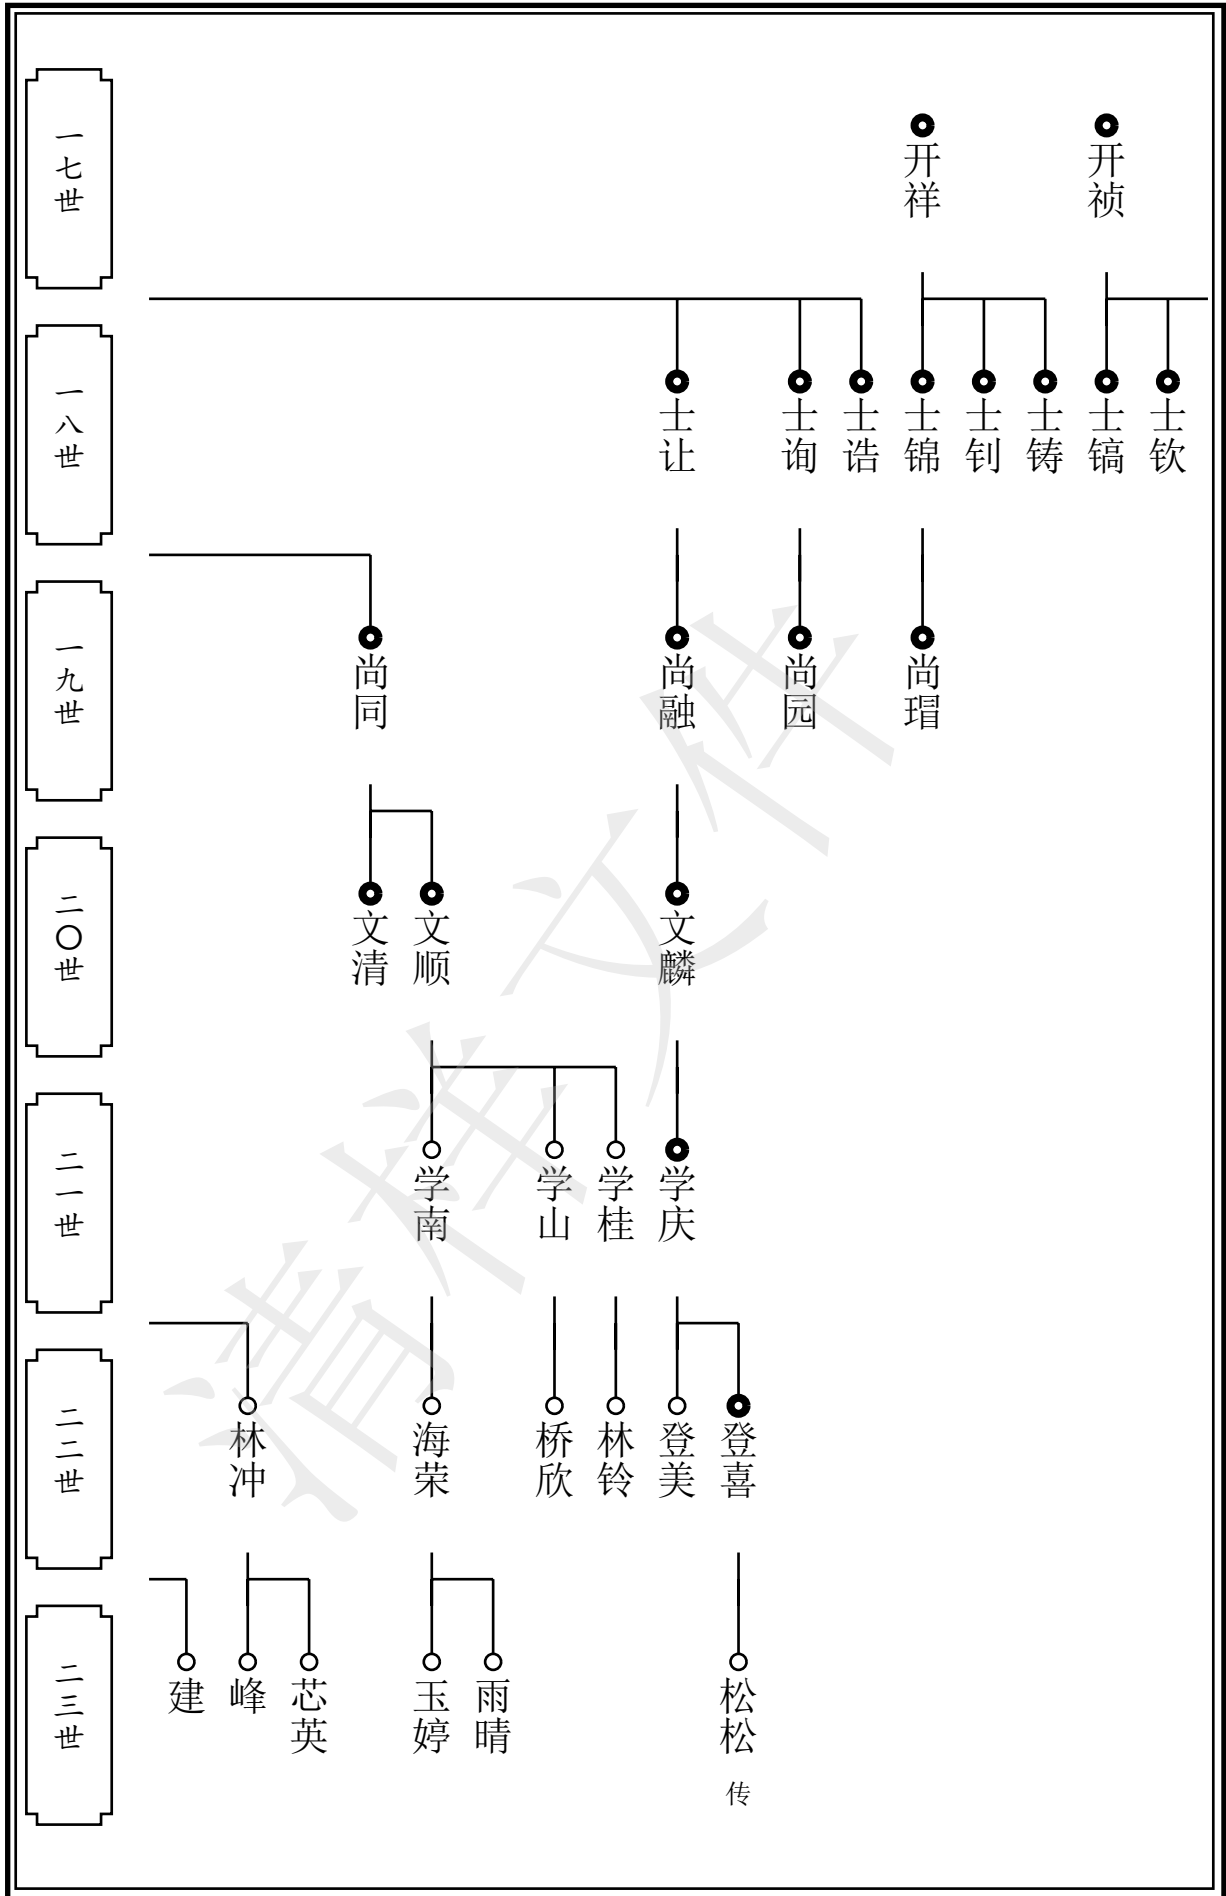 一七世
开祯
开祥
一八世
士钦
士镐
士铸
士钊
士锦
士诰
士询
士让
一九世
尚瑁
尚园
尚融
尚同
二〇世
文麟
文顺
文清
二一世
学庆
学桂
学山
学南
二二世
登喜
登美
林铃
桥欣
海荣
林冲
二三世
松松
传
雨晴
玉婷
芯英
峰
建
清样文件